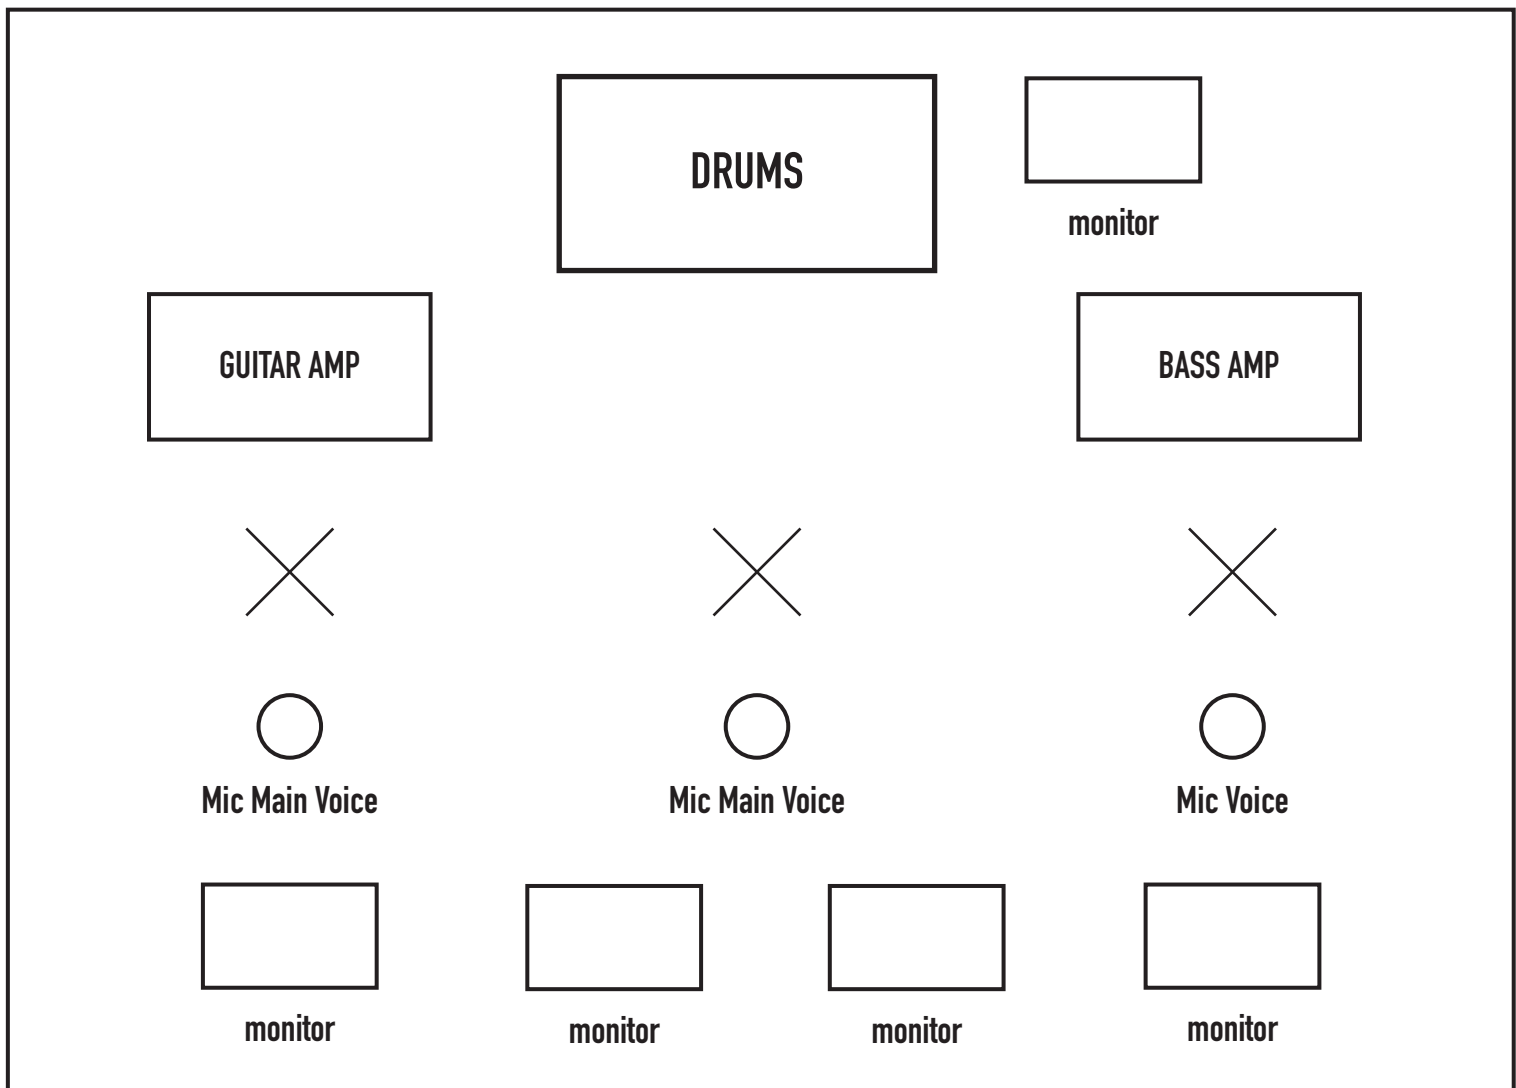 DRUMS
monitor
GUITAR AMP
BASS AMP
Mic Main Voice
Mic Main Voice
Mic Voice
monitor
monitor
monitor
monitor